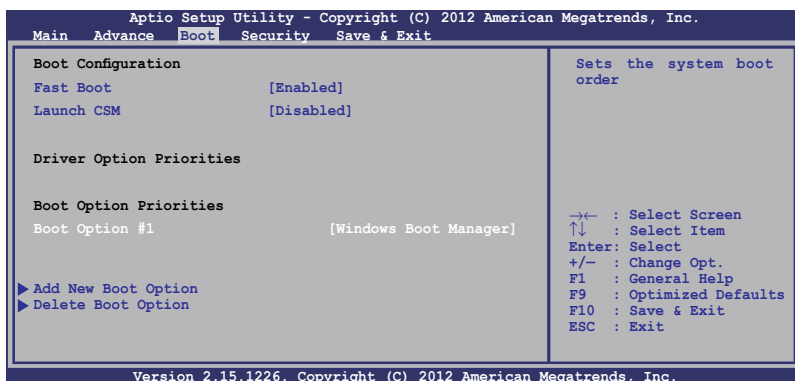 Aptio Setup Utility - Copyright (C) 2012 American Megatrends, Inc.
Main Advance Boot Security Save & Exit
Boot Configuration
Fast Boot [Enabled]
Launch CSM [Disabled]
Driver Option Priorities
Boot Option Priorities
Boot Option #1 [Windows Boot Manager]
Add New Boot Option
Delete Boot Option
Sets the system boot
order
→← : Select Screen
↑↓ : Select Item
Enter: Select
+/— : Change Opt.
F1 : General Help
F9 : Optimized Defaults
F10 : Save & Exit
ESC : Exit
Version 2.15.1226. Copyright (C) 2012 American Megatrends, Inc.